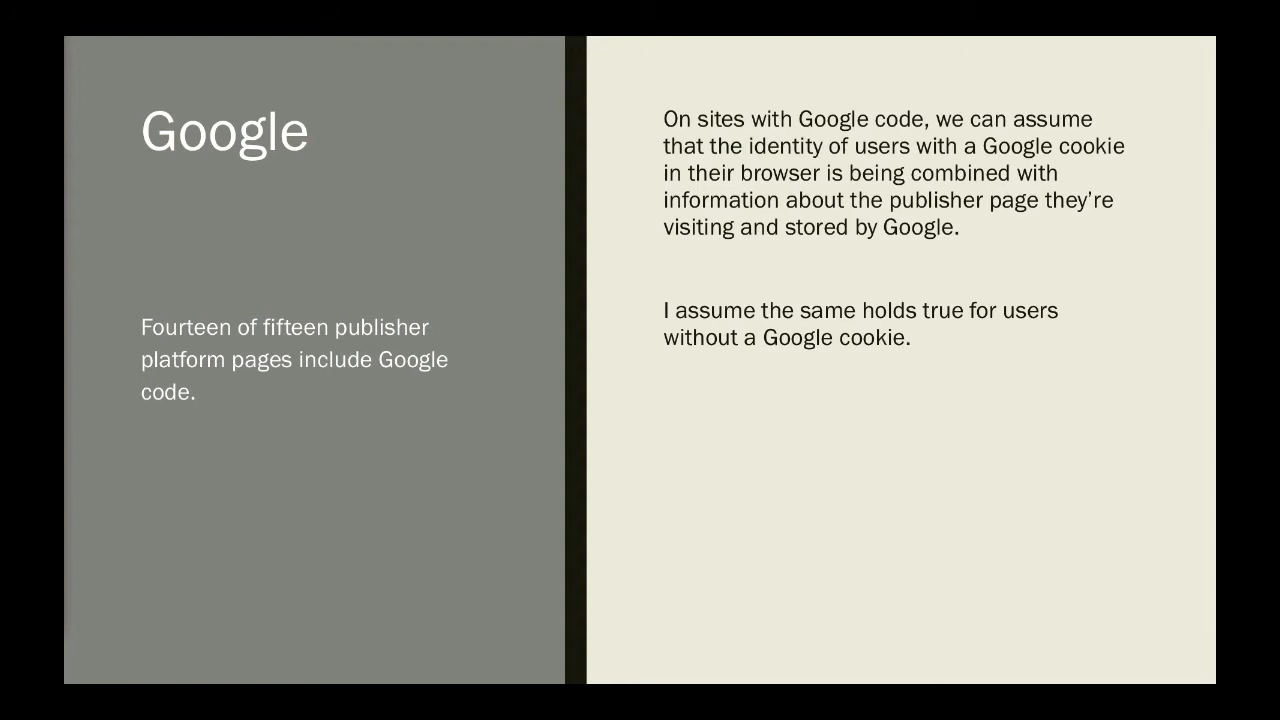 Google
Fourteen of fifteen publisher
platform pages include Google
code.
On sites with Google code, we can assume
that the identity of users with a Google cookie
in their browser is being combined with
information about the publisher page they’re
visiting and stored by Google.
I assume the same holds true for users
without a Google cookie.